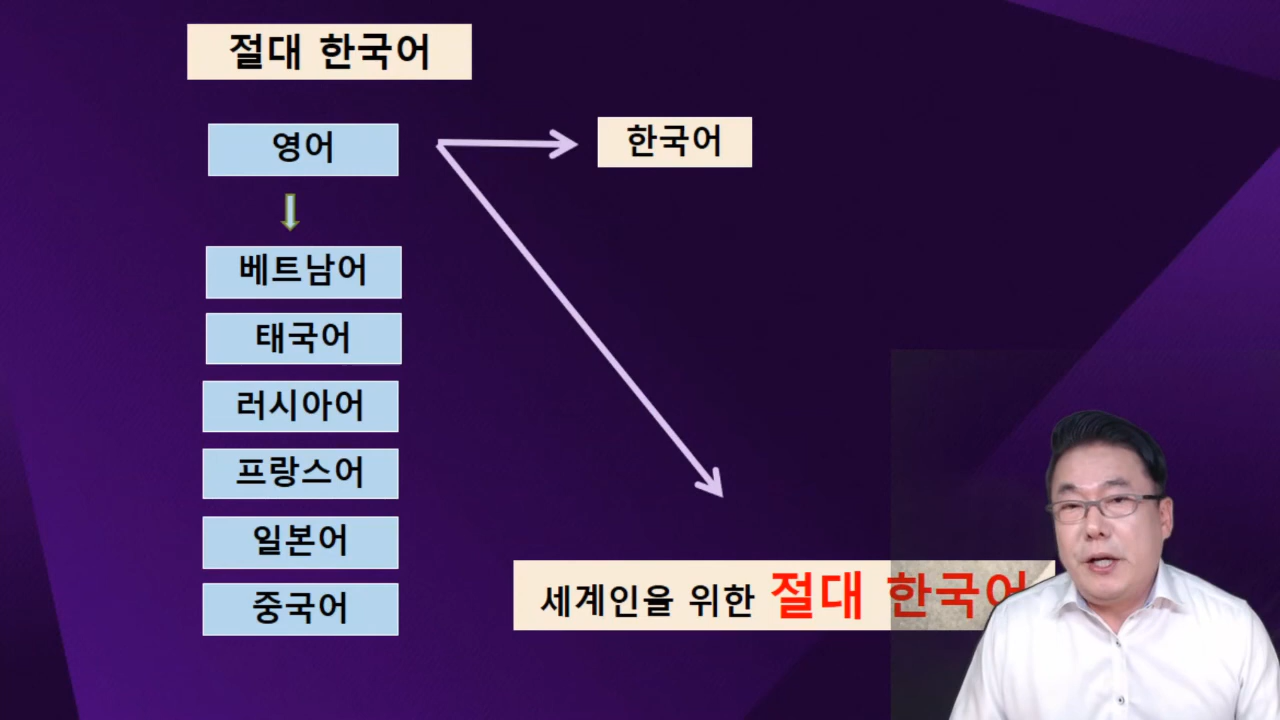 절대 한국어
영어
한국어
베트남어
태국어
러시아어
프랑스어
일본어
중국어
세계인을 위한 절대 한국어